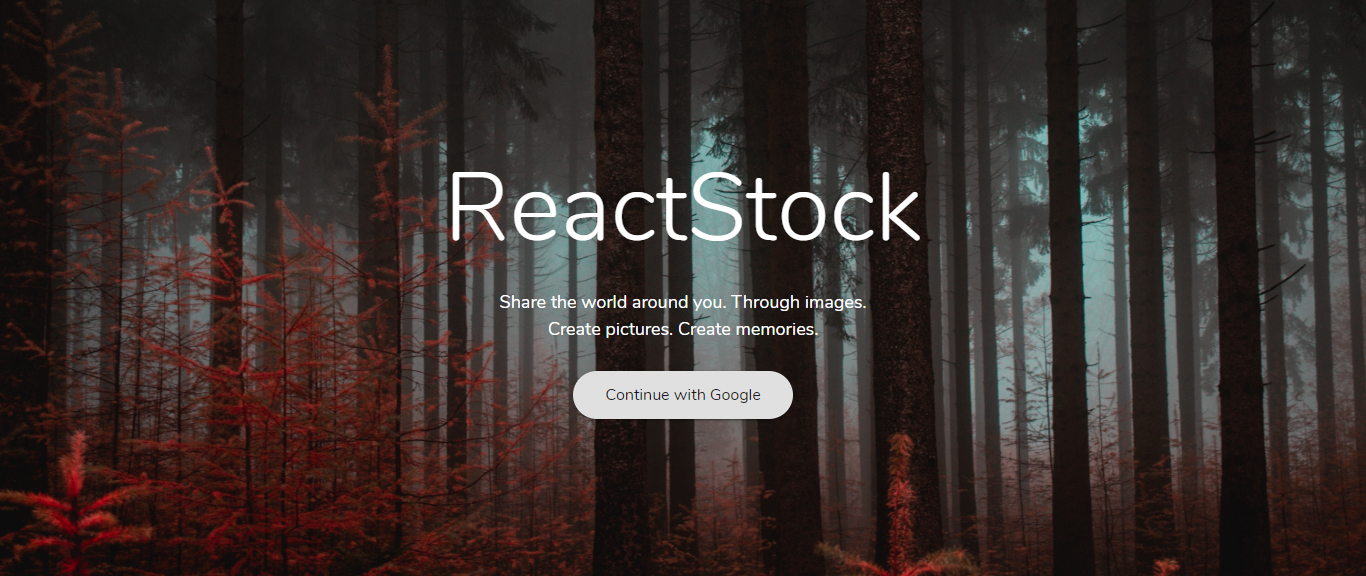 ReactStock
Share the world around you. Through images.
Create pictures. Create memories.
Continue with Google